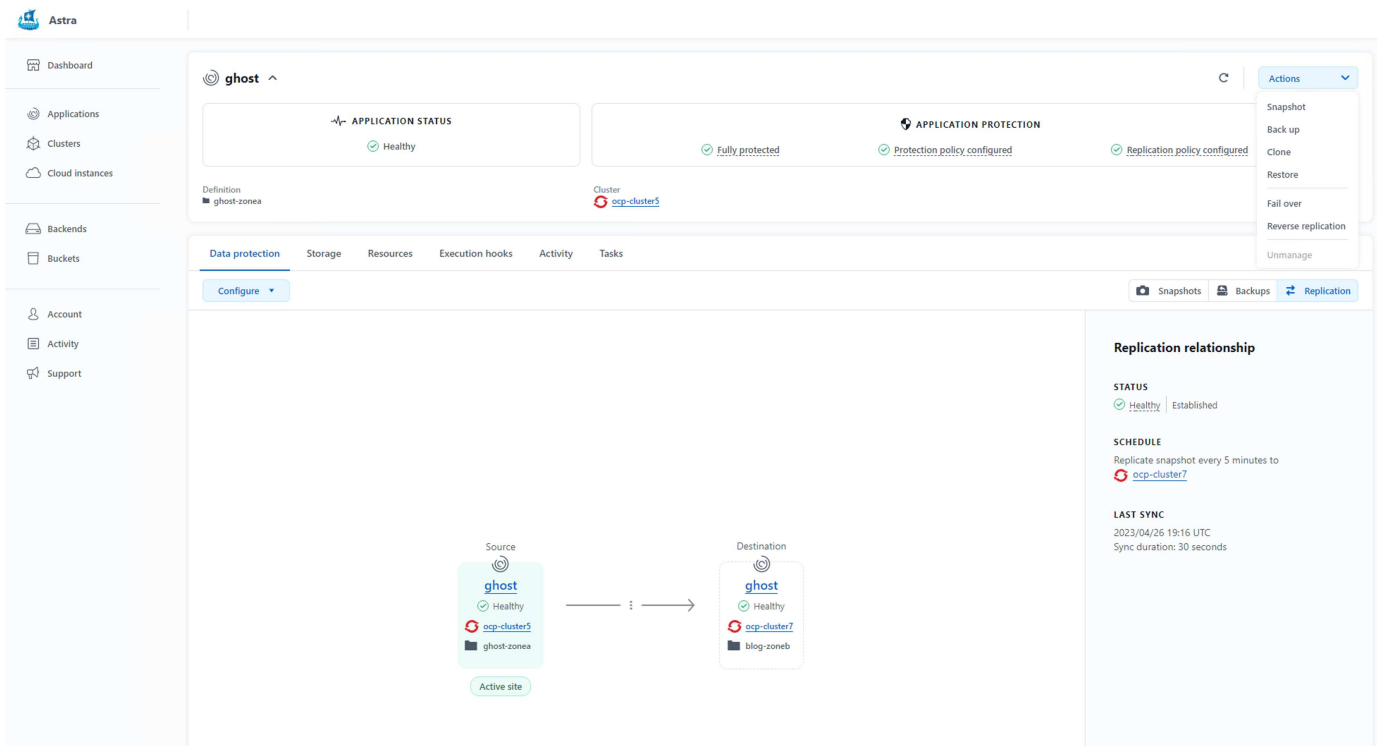 Astra
Dashboard
Applications
Clusters
Cloud instances
Backends
Buckets
Account
Activity
Support
ghost
Actions
Snapshot
Back up
Clone
Restore
Fail over
Reverse replication
Unmanage
APPLICATION STATUS
Healthy
APPLICATION PROTECTION
Fully protected
Protection policy configured
Replication policy configured
Definition
ghost-zonea
Cluster
ocp-cluster5
Data protection
Storage
Resources
Execution hooks
Activity
Tasks
Configure
Snapshots
Backups
Replication
Source
ghost
Healthy
ocp-cluster5
ghost-zonea
Active site
Destination
ghost
Healthy
ocp-cluster7
blog-zoneb
Replication relationship
STATUS
Healthy Established
SCHEDULE
Replicate snapshot every 5 minutes to
ocp-cluster7
LAST SYNC
2023/04/26 19:16 UTC
Sync duration: 30 seconds